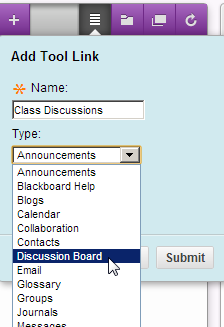 Add Tool Link
Name:
Class Discussions
Type:
Announcements
Announcements
Blackboard Help
Blogs
Calendar
Collaboration
Contacts
Discussion Board
Email
Submit
Glossary
Groups
Journals
Messages